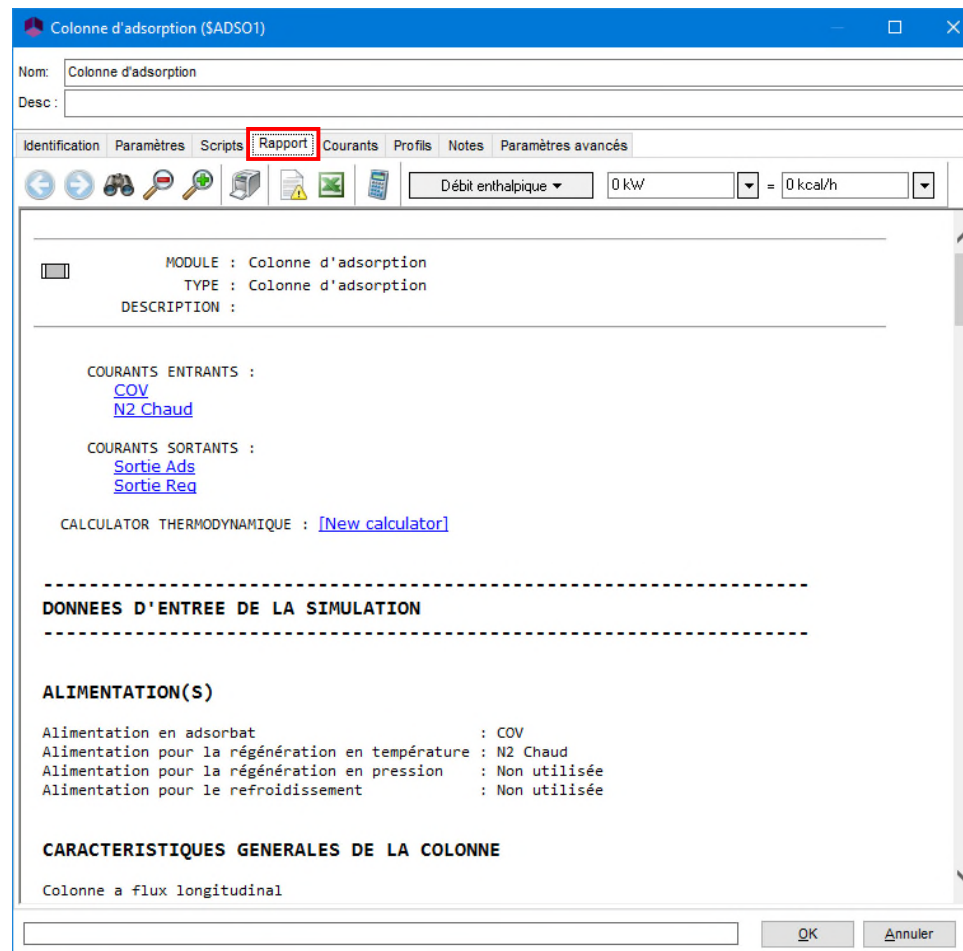 Colonne d'adsorption ($ADSO1)
Nom: Colonne d'adsorption
Desc :
Identification Paramètres Scripts Rapport Courants Profils Notes Paramètres avancés
Débit enthalpique 0 kW = 0 kcal/h
MODULE : Colonne d'adsorption
TYPE : Colonne d'adsorption
DESCRIPTION :
COURANTS ENTRANTS :
COV
N2 Chaud
COURANTS SORTANTS :
Sortie Ads
Sortie Reg
CALCULATOR THERMODYNAMIQUE : [New calculator]
DONNEES D'ENTREE DE LA SIMULATION
ALIMENTATION(S)
Alimentation en adsorbat : COV
Alimentation pour la régénération en température : N2 Chaud
Alimentation pour la régénération en pression : Non utilisée
Alimentation pour le refroidissement : Non utilisée
CARACTERISTIQUES GENERALES DE LA COLONNE
Colonne a flux longitudinal
OK Annuler